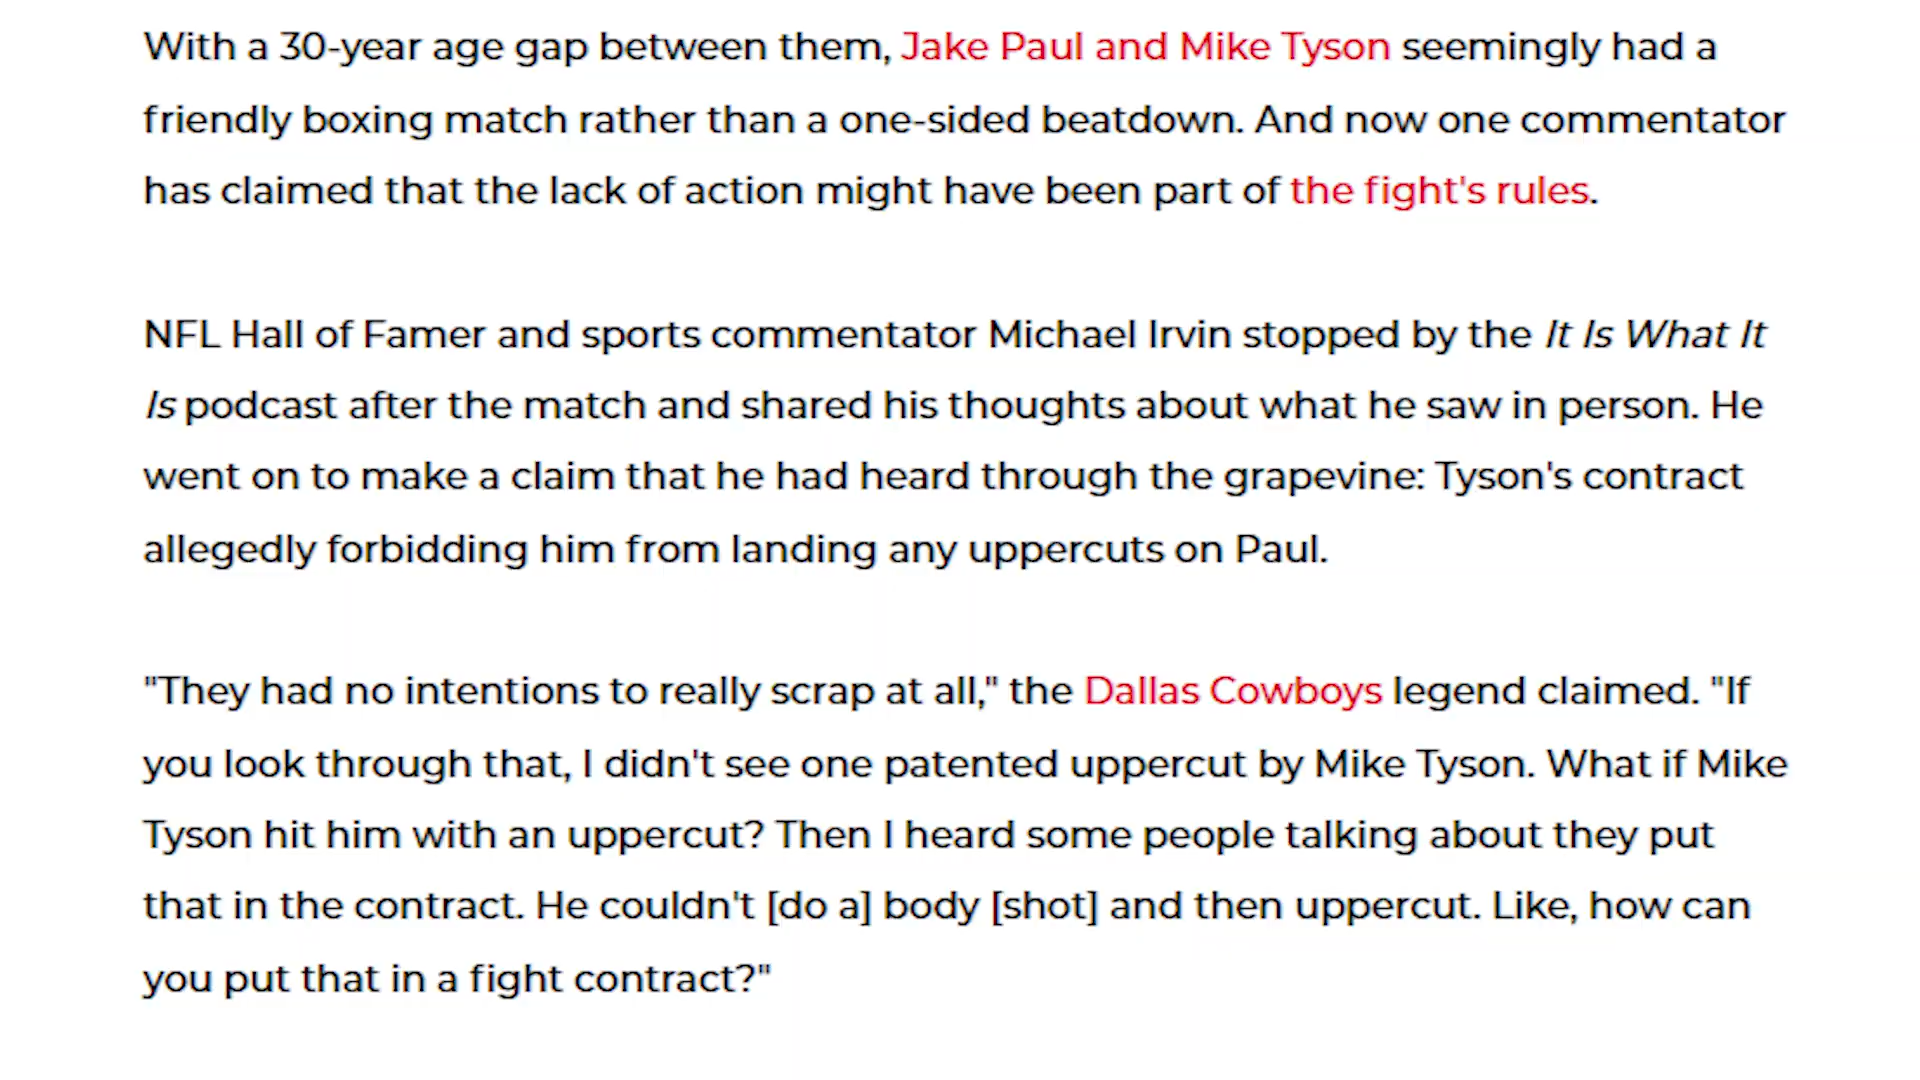 With a 30-year age gap between them, Jake Paul and Mike Tyson seemingly had a
friendly boxing match rather than a one-sided beatdown. And now one commentator
has claimed that the lack of action might have been part of the fight's rules.
NFL Hall of Famer and sports commentator Michael Irvin stopped by the It Is What It
Is podcast after the match and shared his thoughts about what he saw in person. He
went on to make a claim that he had heard through the grapevine: Tyson's contract
allegedly forbidding him from landing any uppercuts on Paul.
"They had no intentions to really scrap at all," the Dallas Cowboys legend claimed. "If
you look through that, I didn't see one patented uppercut by Mike Tyson. What if Mike
Tyson hit him with an uppercut? Then I heard some people talking about they put
that in the contract. He couldn't [do a] body [shot] and then uppercut. Like, how can
you put that in a fight contract?"